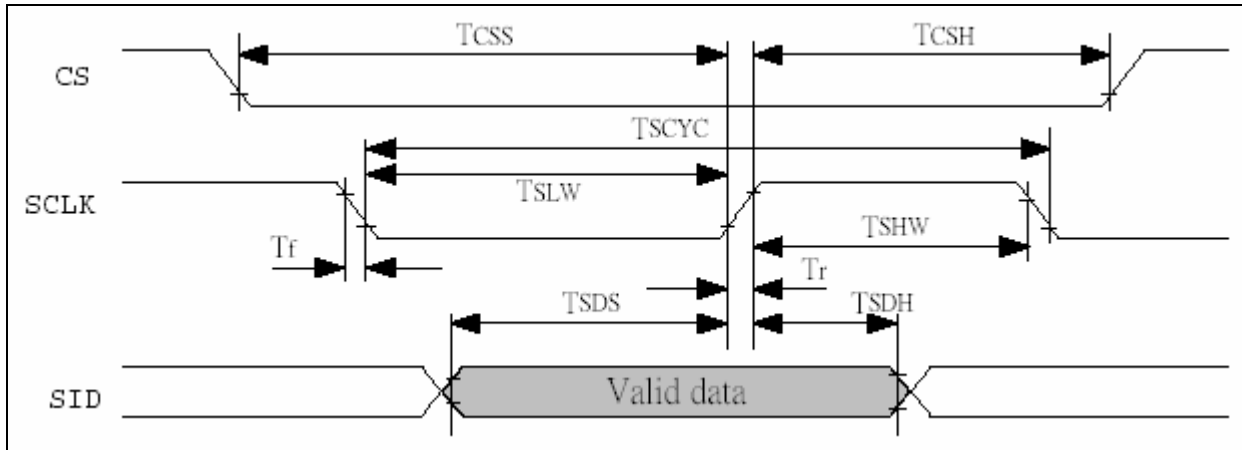 TCSS
TCSH
CS
TSCYC
TSLW
SCLK
TSHW
Tf
Tr
TSDS
TSDH
Valid data
SID